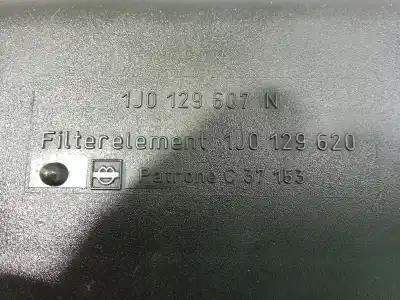 1J0 129 607 N
Filterelement 1J0 129 620
Patrone C 37 153